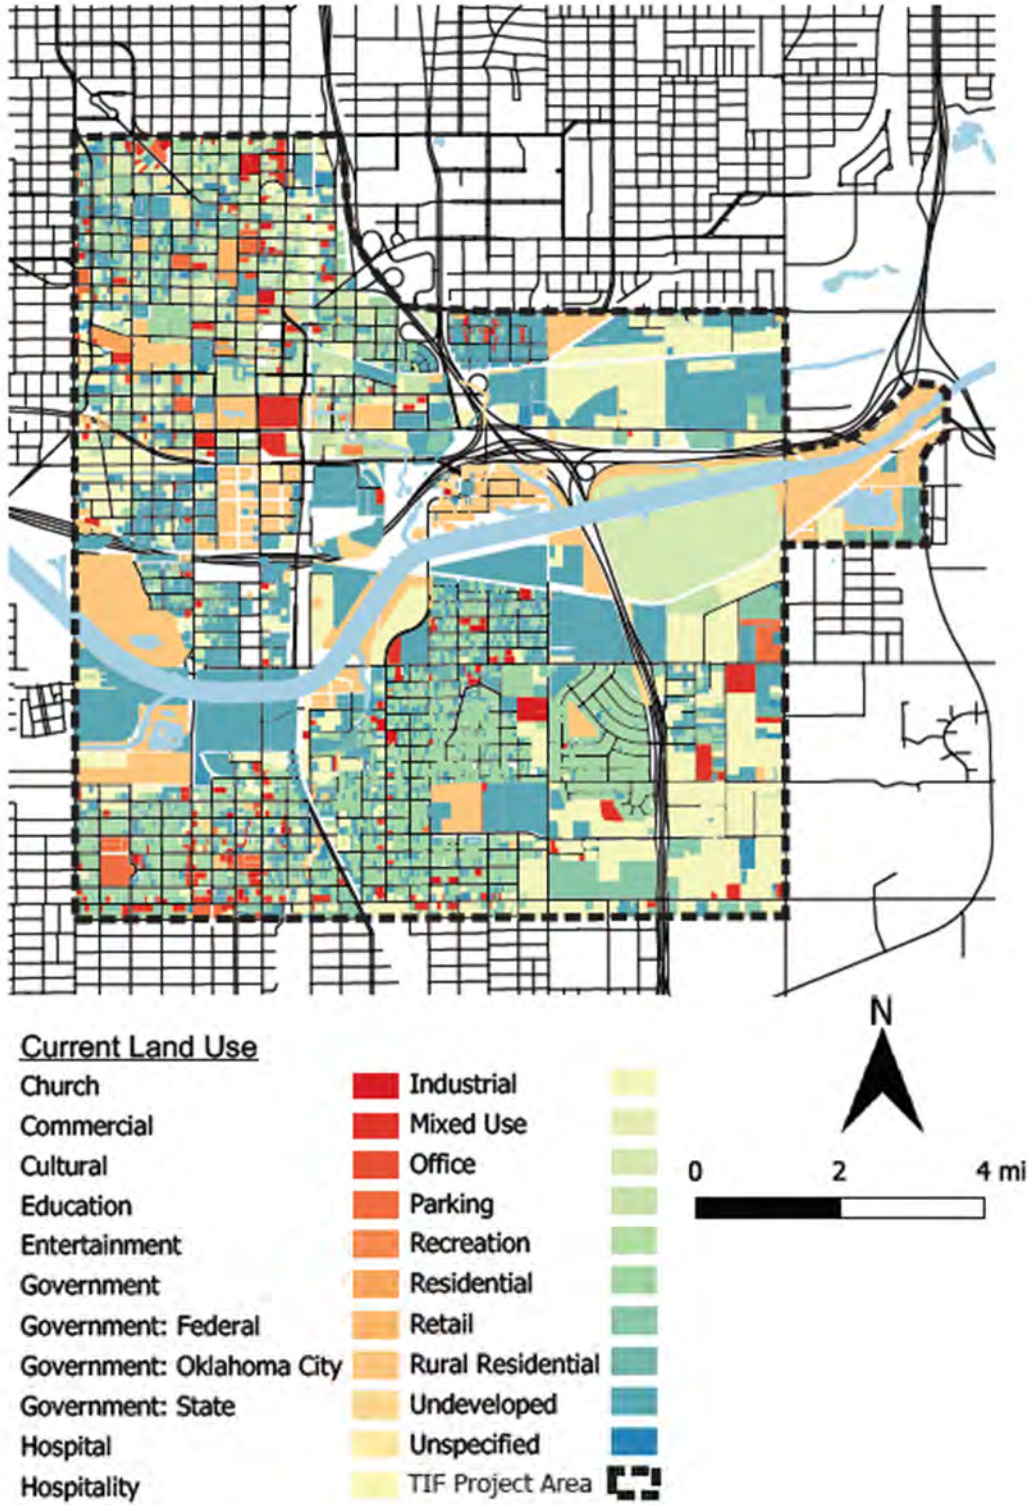 Current Land Use
Church
Commercial
Cultural
Education
Entertainment
Government
Government: Federal
Government: Oklahoma City
Government: State
Hospital
Hospitality
Industrial
Mixed Use
Office
Parking
Recreation
Residential
Retail
Rural Residential
Undeveloped
Unspecified
TIF Project Area
N
0 2 4 mi